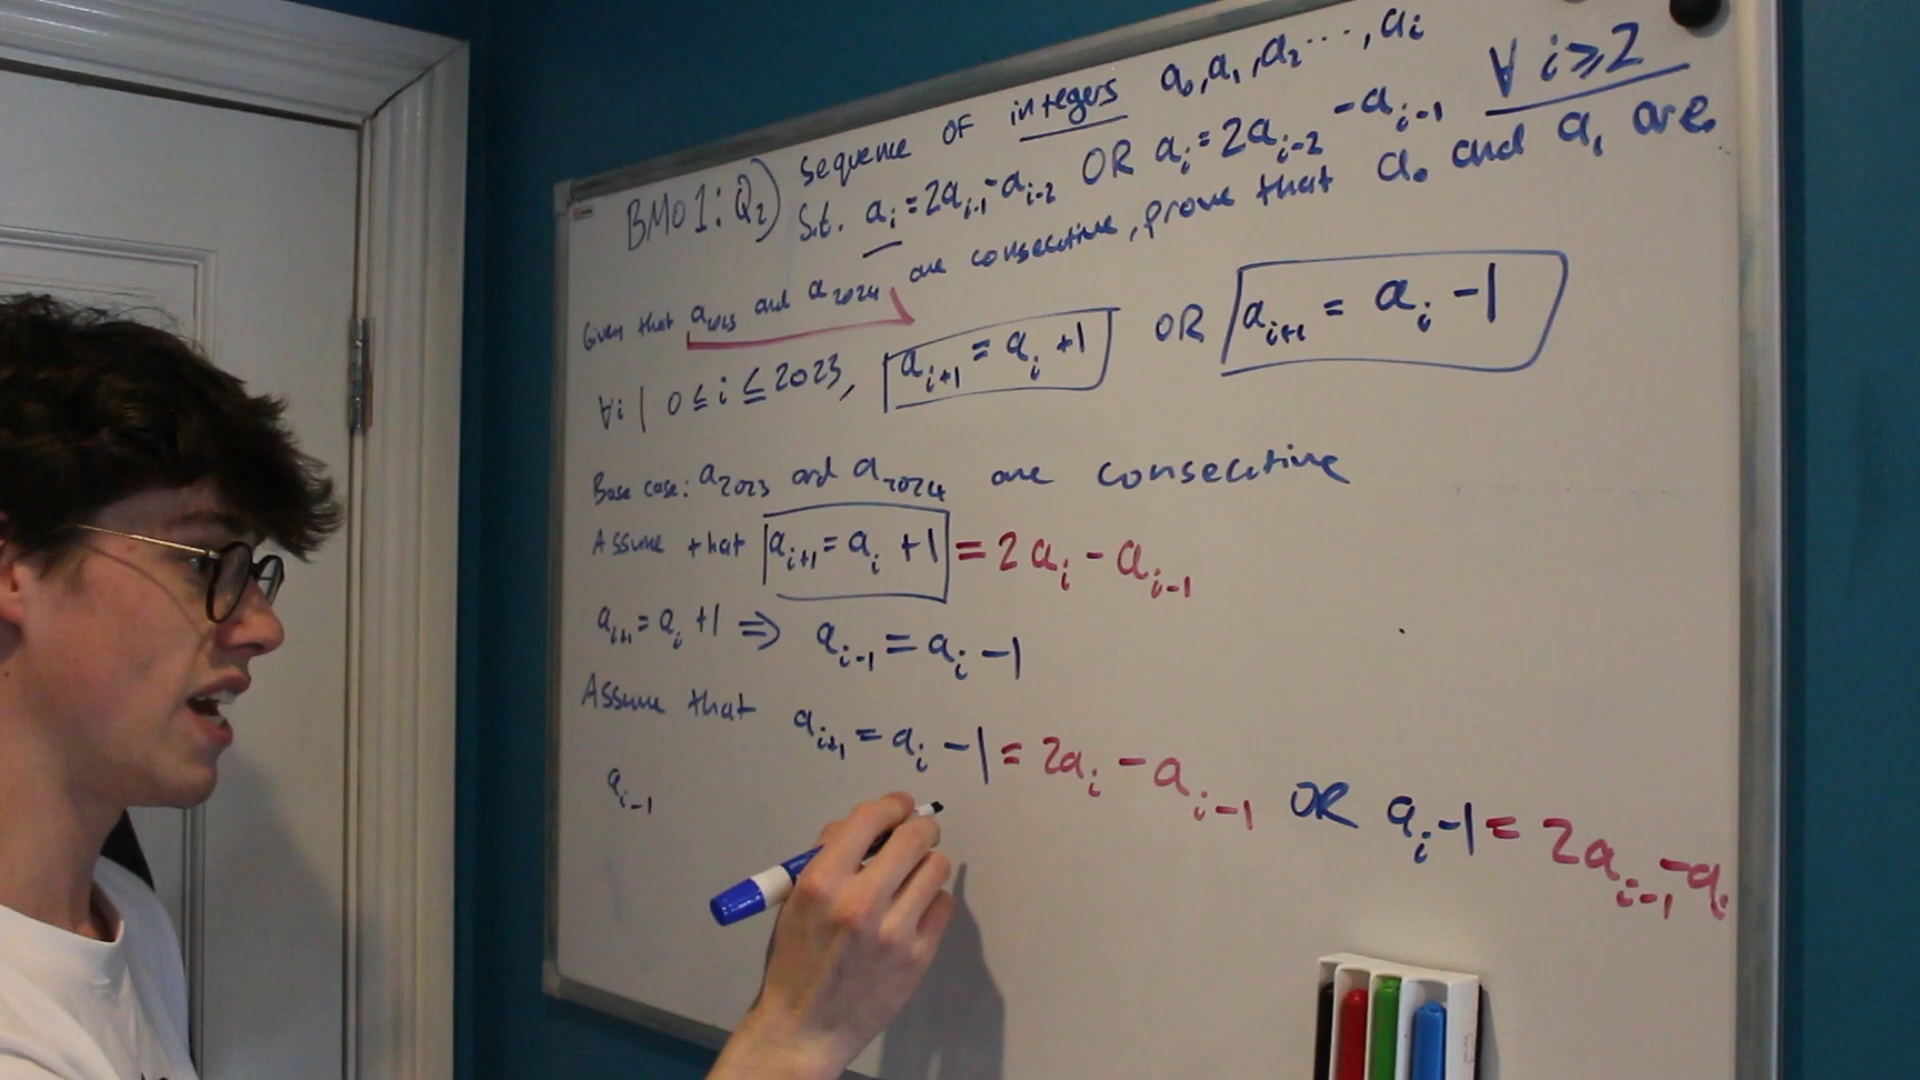 BMO1: Q2) Sequence of integers a₀, a₁, a₂ ..., aᵢ
S.t. aᵢ = 2aᵢ₋₁ - aᵢ₋₂ OR aᵢ = 2aᵢ₋₂ - aᵢ₋₁ ∀ i ⩾ 2
Given that a₂₀₂₃ and a₂₀₂₄ are consecutive, prove that a₀ and a₁ are
∀i | 0 ≤ i ≤ 2023, aᵢ₊₁ = aᵢ + 1 OR aᵢ₊₁ = aᵢ - 1
Base case: a₂₀₂₃ and a₂₀₂₄ are consecutive
Assume that aᵢ₊₁ = aᵢ + 1 = 2aᵢ - aᵢ₋₁
aᵢ₊₁ = aᵢ + 1 ⇒ aᵢ₋₁ = aᵢ - 1
Assume that aᵢ₊₁ = aᵢ - 1 = 2aᵢ - aᵢ₋₁ OR aᵢ - 1 = 2aᵢ₋₁ - aᵢ
aᵢ₋₁